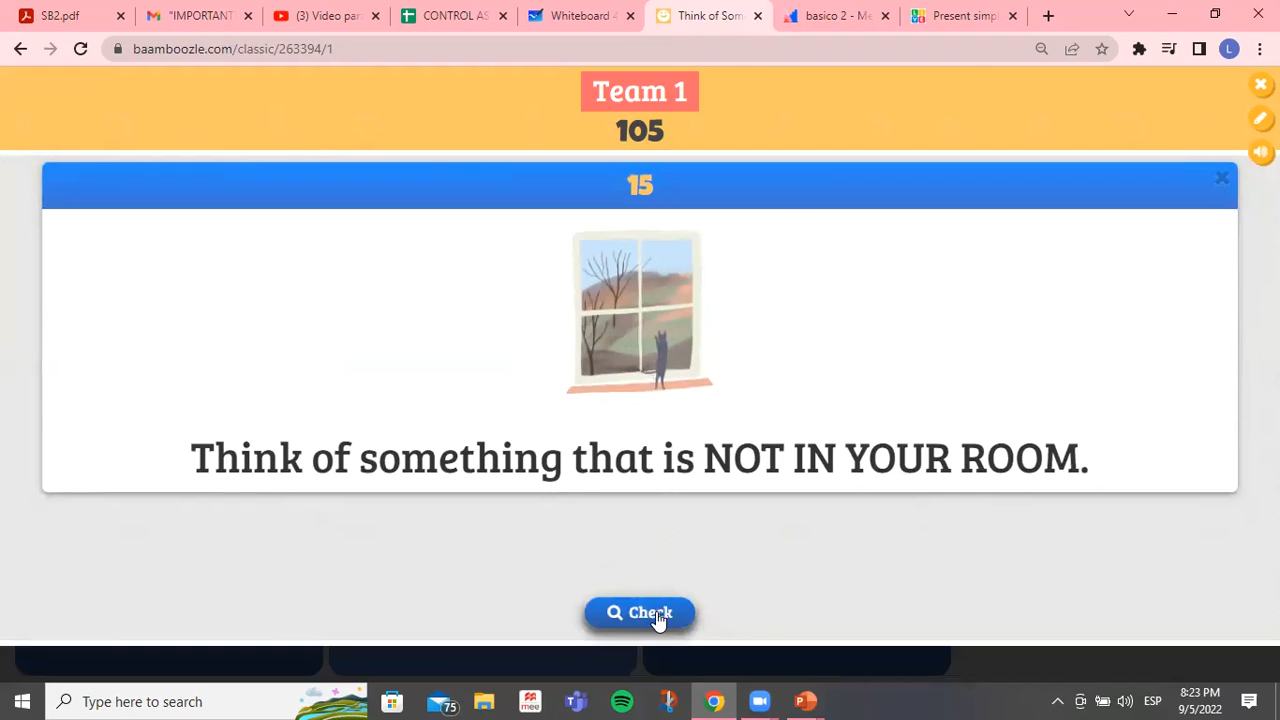 SB2.pdf
"IMPORTANT
(3) Video par
CONTROL AS
Whiteboard 4
Think of Som
basico 2 - Me
Present simpl
baamboozle.com/classic/263394/1
L
Team 1
105
15
Think of something that is NOT IN YOUR ROOM.
Check
Type here to search
75
mee
ESP
8:23 PM
9/5/2022